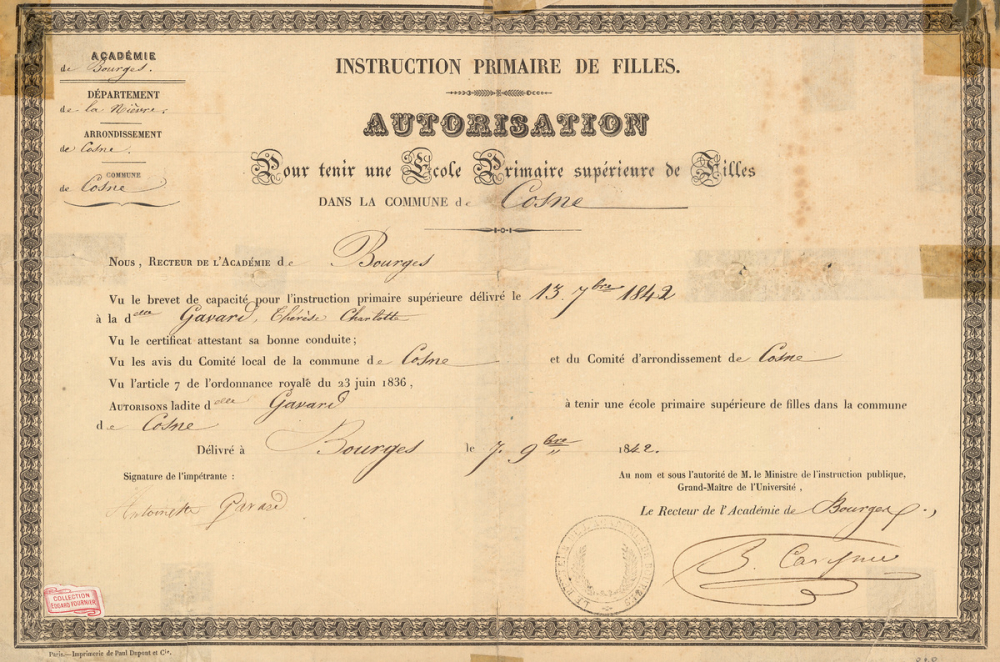 ACADÉMIE
de Bourges.
DÉPARTEMENT
de la Nièvre.
ARRONDISSEMENT
de Cosne.
COMMUNE
de Cosne
INSTRUCTION PRIMAIRE DE FILLES.
AUTORISATION
Pour tenir une École Primaire supérieure de Filles
DANS LA COMMUNE de Cosne
Nous, Recteur de l'Académie de Bourges
Vu le brevet de capacité pour l'instruction primaire supérieure délivré le 13 7bre 1842
à la delle Gavard, Thérèse Charlotte
Vu le certificat attestant sa bonne conduite;
Vu les avis du Comité local de la commune de Cosne et du Comité d'arrondissement de Cosne
Vu l'article 7 de l'ordonnance royale du 23 juin 1836,
Autorisons ladite delle Gavard à tenir une école primaire supérieure de filles dans la commune
de Cosne
Délivré à Bourges le 7. 9bre 1842.
Signature de l'impétrante :
Antoinette Gavard
Au nom et sous l'autorité de M. le Ministre de l'instruction publique,
Grand-Maître de l'Université,
Le Recteur de l'Académie de Bourges.
COLLECTION
ÉDOUARD FOURNIER
Paris.—Imprimerie de Paul Dupont et Cie.